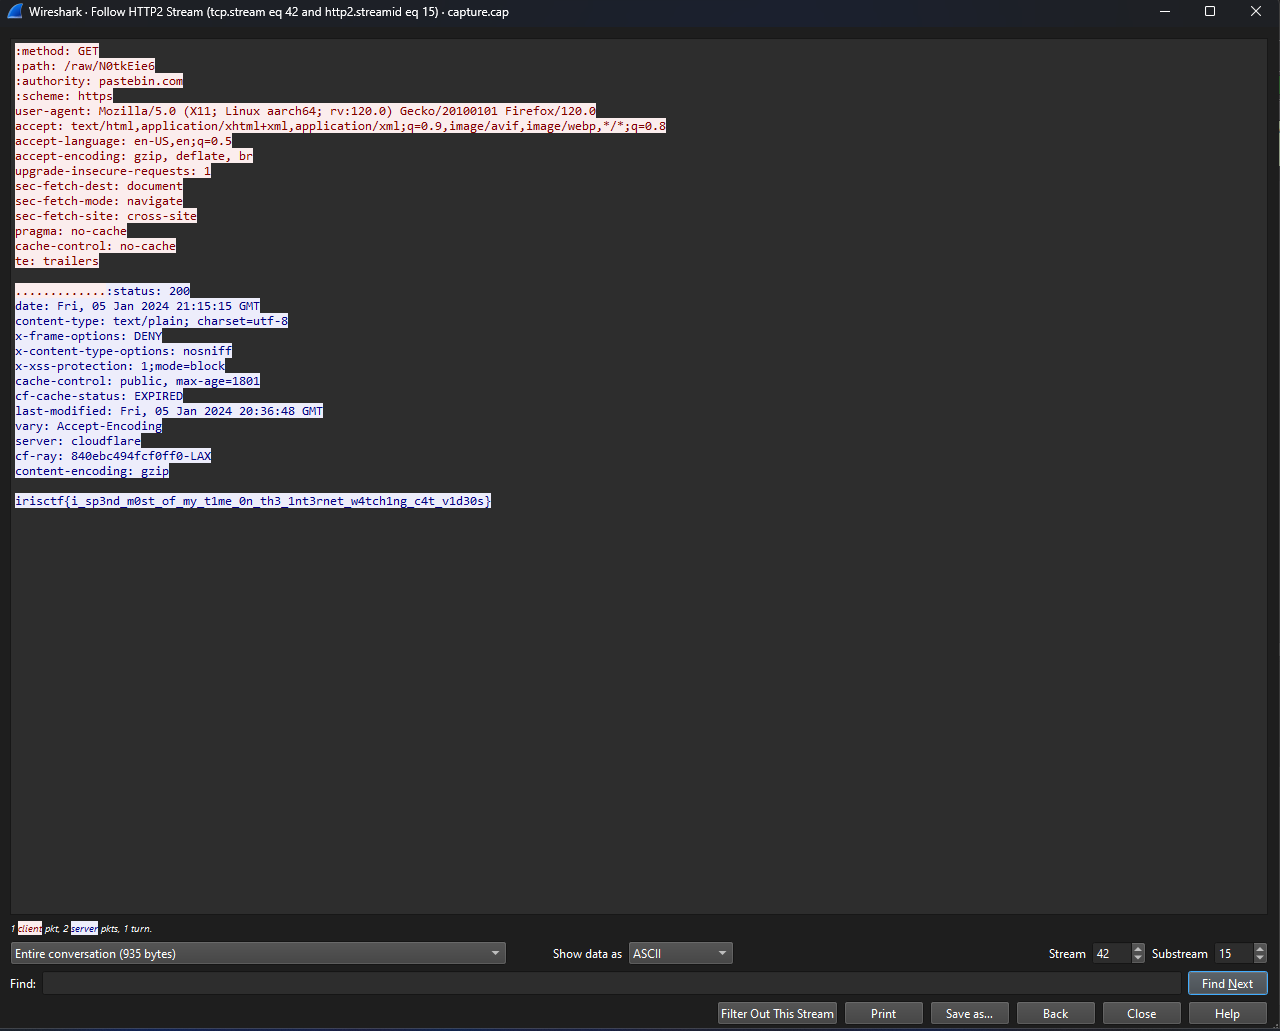 Wireshark · Follow HTTP2 Stream (tcp.stream eq 42 and http2.streamid eq 15) · capture.cap
:method: GET
:path: /raw/N0tkEie6
:authority: pastebin.com
:scheme: https
user-agent: Mozilla/5.0 (X11; Linux aarch64; rv:120.0) Gecko/20100101 Firefox/120.0
accept: text/html,application/xhtml+xml,application/xml;q=0.9,image/avif,image/webp,*/*;q=0.8
accept-language: en-US,en;q=0.5
accept-encoding: gzip, deflate, br
upgrade-insecure-requests: 1
sec-fetch-dest: document
sec-fetch-mode: navigate
sec-fetch-site: cross-site
pragma: no-cache
cache-control: no-cache
te: trailers
.............:status: 200
date: Fri, 05 Jan 2024 21:15:15 GMT
content-type: text/plain; charset=utf-8
x-frame-options: DENY
x-content-type-options: nosniff
x-xss-protection: 1;mode=block
cache-control: public, max-age=1801
cf-cache-status: EXPIRED
last-modified: Fri, 05 Jan 2024 20:36:48 GMT
vary: Accept-Encoding
server: cloudflare
cf-ray: 840ebc494fcf0ff0-LAX
content-encoding: gzip
irisctf{i_sp3nd_m0st_of_my_t1me_0n_th3_1nt3rnet_w4tch1ng_c4t_v1d30s}
1 client pkt, 2 server pkts, 1 turn.
Entire conversation (935 bytes) Show data as ASCII Stream 42 Substream 15
Find: Find Next
Filter Out This Stream Print Save as... Back Close Help